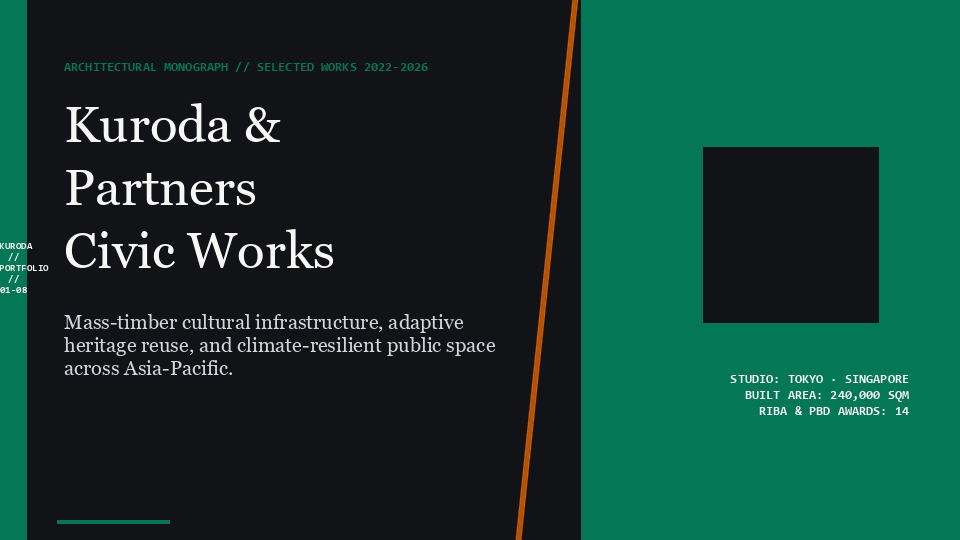 ARCHITECTURAL MONOGRAPH // SELECTED WORKS 2022-2026
Kuroda &
Partners
Civic Works
KURODA
//
PORTFOLIO
//
01-08
Mass-timber cultural infrastructure, adaptive
heritage reuse, and climate-resilient public space
across Asia-Pacific.
STUDIO: TOKYO · SINGAPORE
BUILT AREA: 240,000 SQM
RIBA & PBD AWARDS: 14